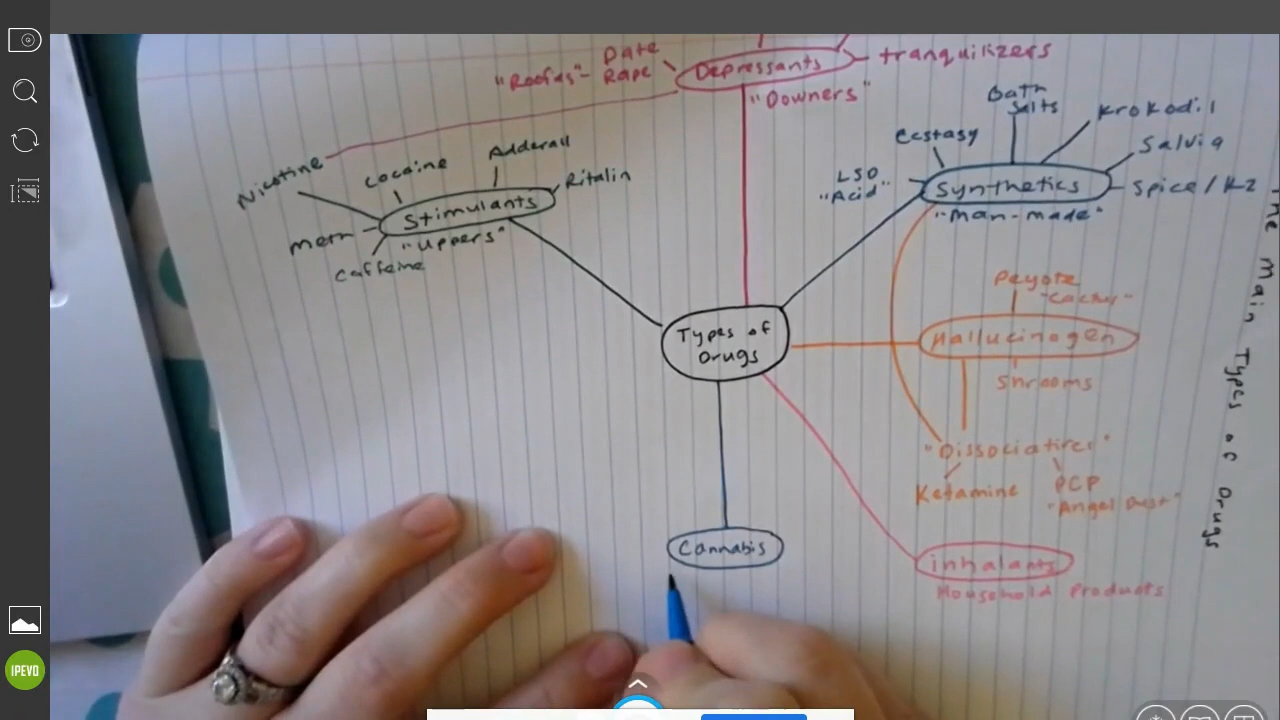 Date
"Roofies"- Rape
Depressants
tranquilizers
"Downers"
Nicotine
Cocaine
Adderall
Ritalin
Stimulants
"Uppers"
Meth
Caffeine
Bath
Salts
Krokodil
Ecstasy
Salvia
LSD
"Acid"
Synthetics
Spice/K2
"Man-made"
Types of
Drugs
Peyote
"Cactus"
Hallucinogen
Shrooms
"Dissociatives"
Ketamine
PCP
"Angel Dust"
Cannabis
inhalants
Household Products
The Main Types of Drugs
IPEVO